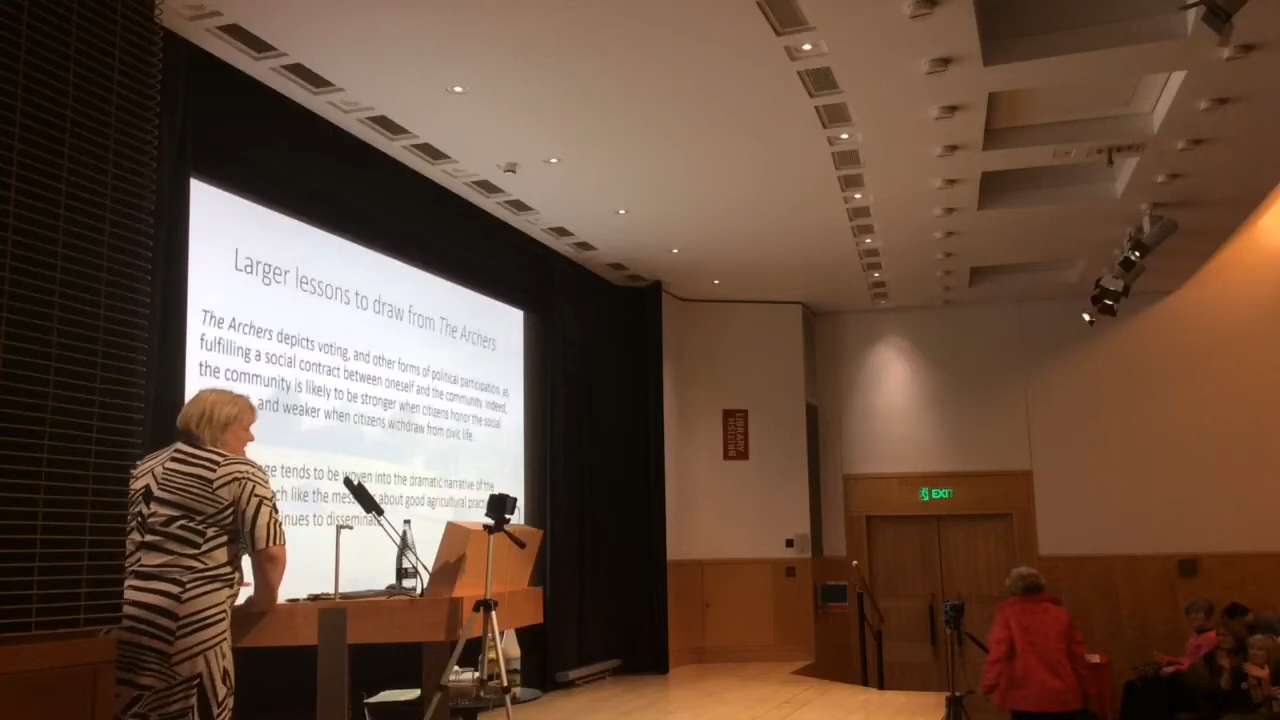 Larger lessons to draw from The Archers
The Archers depicts voting, and other forms of political participation, as
fulfilling a social contract between oneself and the community. Indeed,
the community is likely to be stronger when citizens honor the social
and weaker when citizens withdraw from civic life.
tends to be woven into the dramatic narrative of the
like the about good agricultural
to
BRITISH
LIBRARY
EXIT